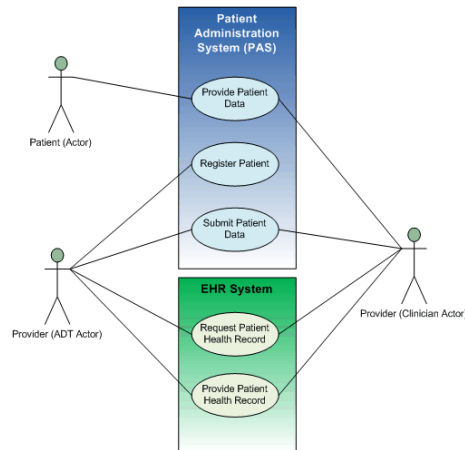 Patient
Administration
System (PAS)
Provide Patient
Data
Patient (Actor)
Register Patient
Submit Patient
Data
EHR System
Provider (ADT Actor)
Provider (Clinician Actor)
Request Patient
Health Record
Provide Patient
Health Record